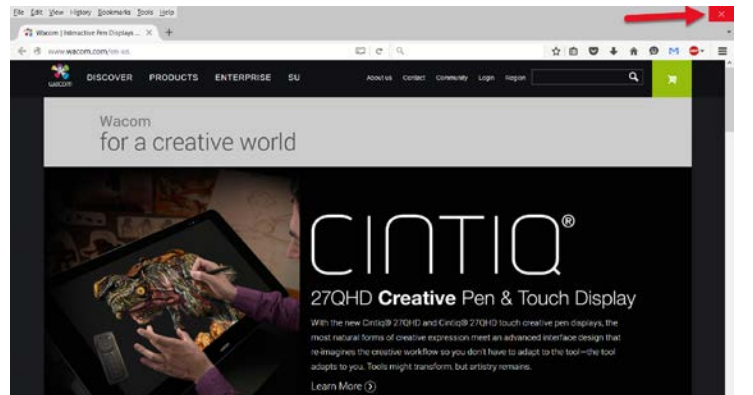 File Edit View History Bookmarks Tools Help
Wacom | Interactive Pen Displays...
www.wacom.com/en-us
wacom DISCOVER PRODUCTS ENTERPRISE SU About us Contact Community Login Region
Wacom
for a creative world
CINTIQ®
27QHD Creative Pen & Touch Display
With the new Cintiq® 27QHD and Cintiq® 27QHD touch creative pen displays, the
most natural forms of creative expression meet an advanced interface design that
re-imagines the creative workflow so you don't have to adapt to the tool—the tool
adapts to you. Tools might transform, but artistry remains.
Learn More